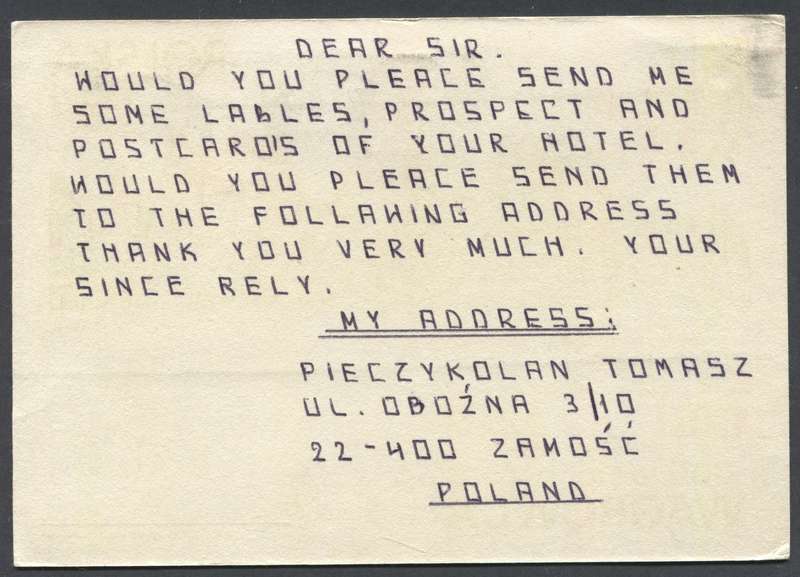 DEAR SIR.
WOULD YOU PLEACE SEND ME
SOME LABLES, PROSPECT AND
POSTCARD'S OF YOUR HOTEL.
WOULD YOU PLEACE SEND THEM
TO THE FOLLAWING ADDRESS
THANK YOU VERY MUCH. YOUR
SINCE RELY.
MY ADDRESS:
PIECZYKOLAN TOMASZ
UL. OBOŹNA 3/10
22-400 ZAMOŚĆ
POLAND